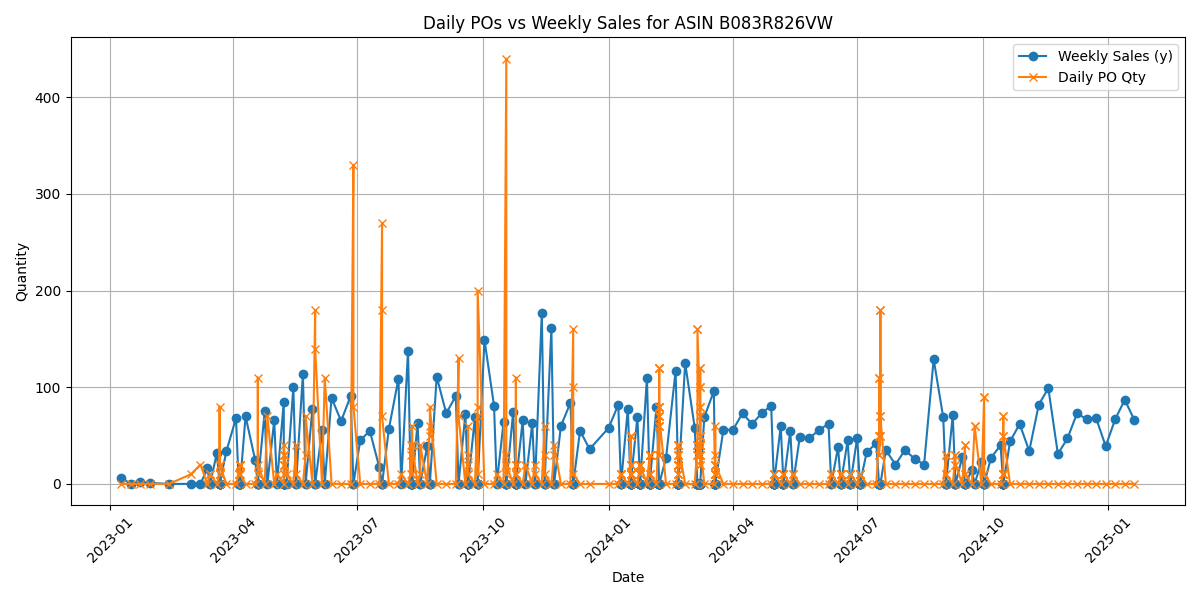 Daily POs vs Weekly Sales for ASIN B083R826VW
Weekly Sales (y)
Daily PO Qty
Quantity
400
300
200
100
0
2023-01
2023-04
2023-07
2023-10
2024-01
2024-04
2024-07
2024-10
2025-01
Date